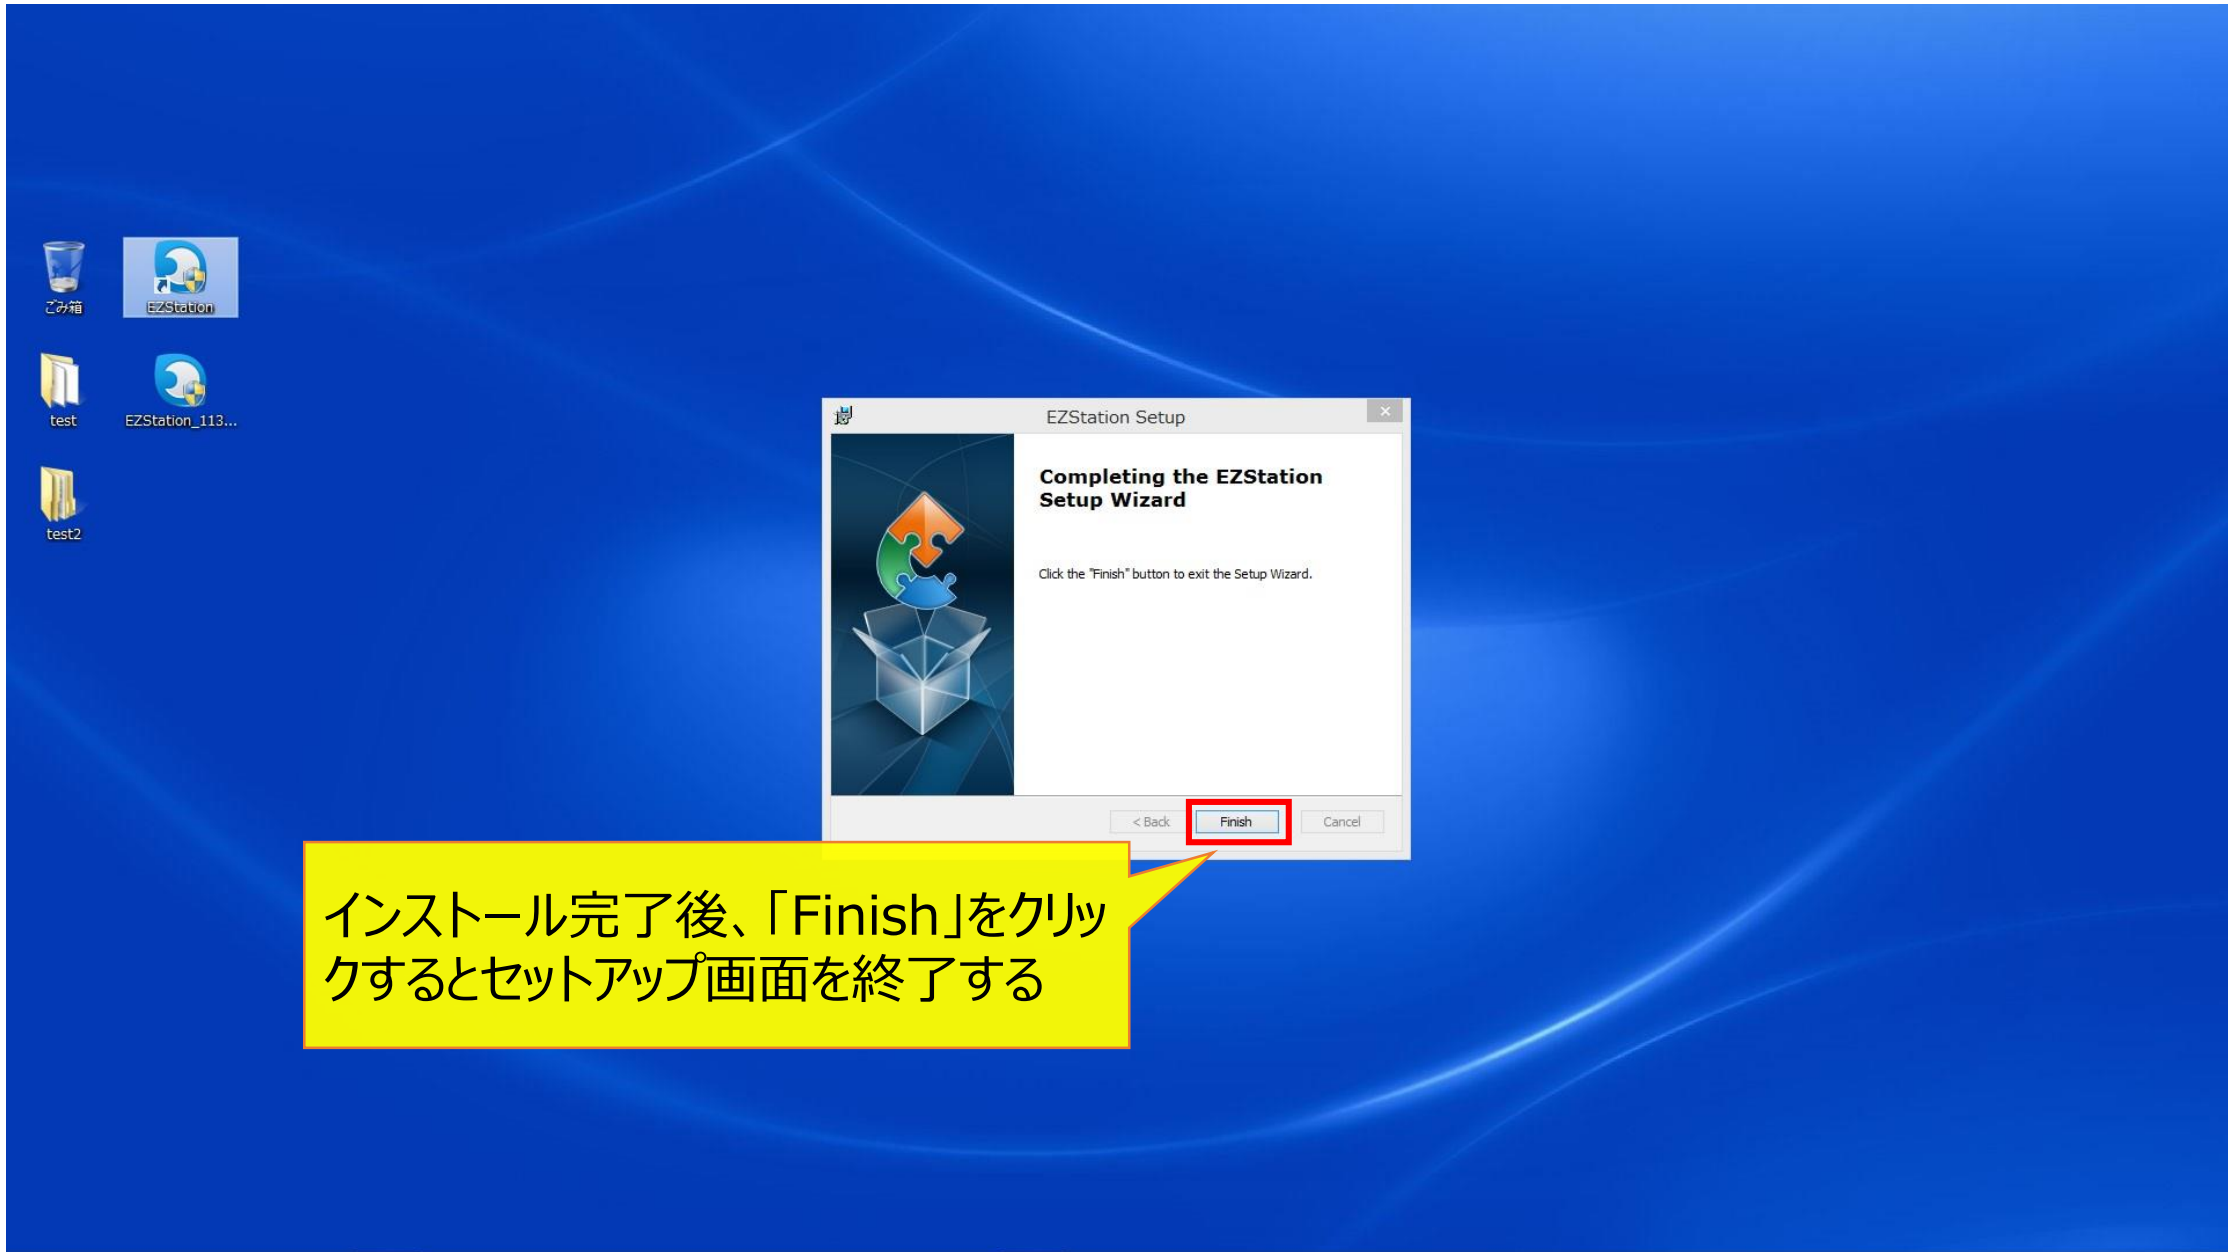 ごみ箱
EZStation
test
EZStation_113...
test2
EZStation Setup
Completing the EZStation
Setup Wizard
Click the "Finish" button to exit the Setup Wizard.
< Back
Finish
Cancel
インストール完了後、「Finish」をクリッ
クするとセットアップ画面を終了する